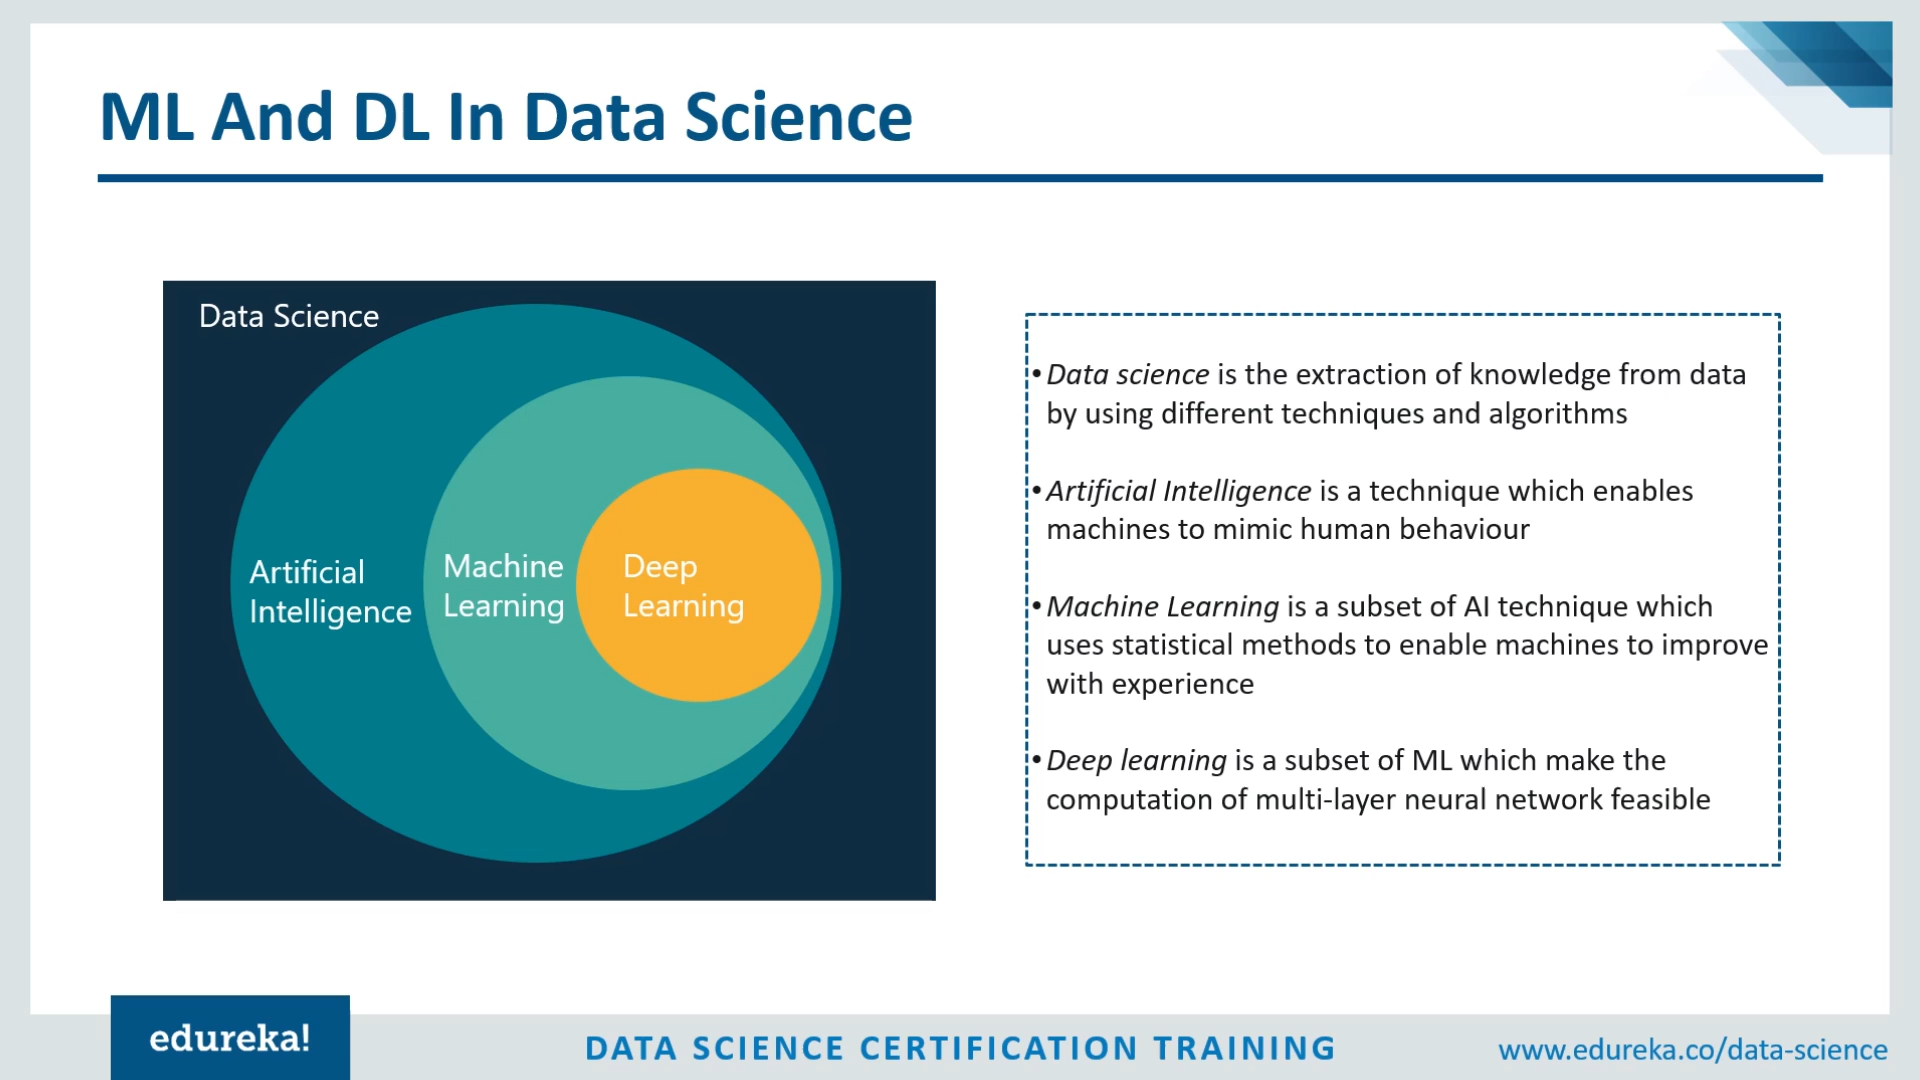 ML And DL In Data Science
Data Science
Artificial
Intelligence
Machine
Learning
Deep
Learning
•Data science is the extraction of knowledge from data
by using different techniques and algorithms
•Artificial Intelligence is a technique which enables
machines to mimic human behaviour
•Machine Learning is a subset of AI technique which
uses statistical methods to enable machines to improve
with experience
•Deep learning is a subset of ML which make the
computation of multi-layer neural network feasible
edureka!
DATA SCIENCE CERTIFICATION TRAINING
www.edureka.co/data-science